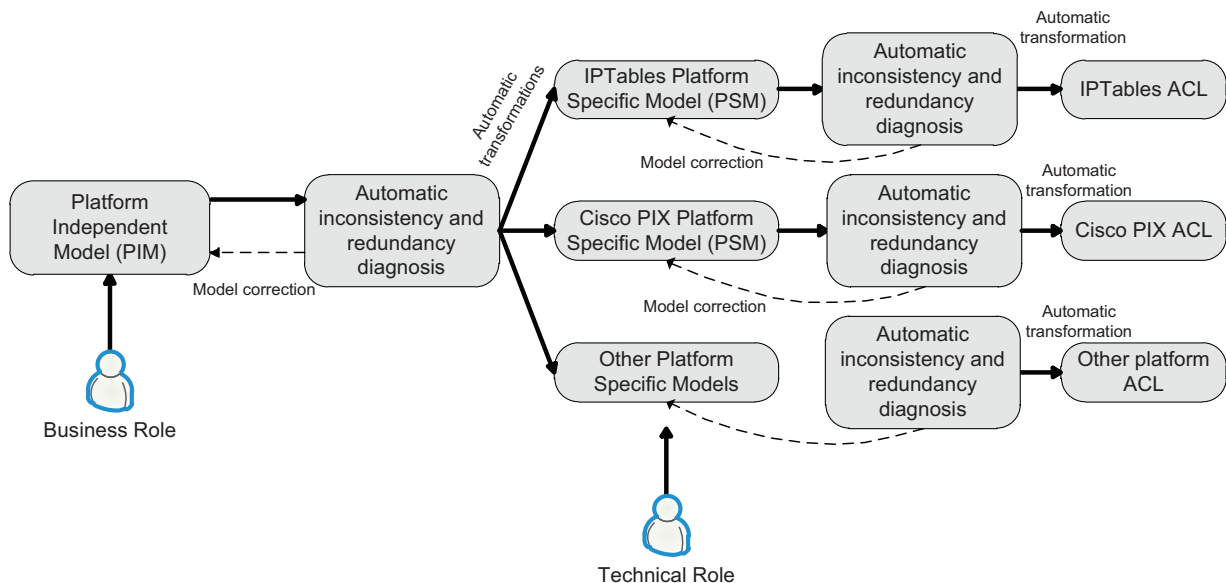 Platform
Independent
Model (PIM)
Model correction
Business Role
Automatic
inconsistency and
redundancy
diagnosis
Automatic
transformations
IPTables Platform
Specific Model (PSM)
Model correction
Automatic
inconsistency and
redundancy
diagnosis
Automatic
transformation
IPTables ACL
Cisco PIX Platform
Specific Model (PSM)
Model correction
Automatic
inconsistency and
redundancy
diagnosis
Automatic
transformation
Cisco PIX ACL
Other Platform
Specific Models
Automatic
inconsistency and
redundancy
diagnosis
Automatic
transformation
Other platform
ACL
Technical Role